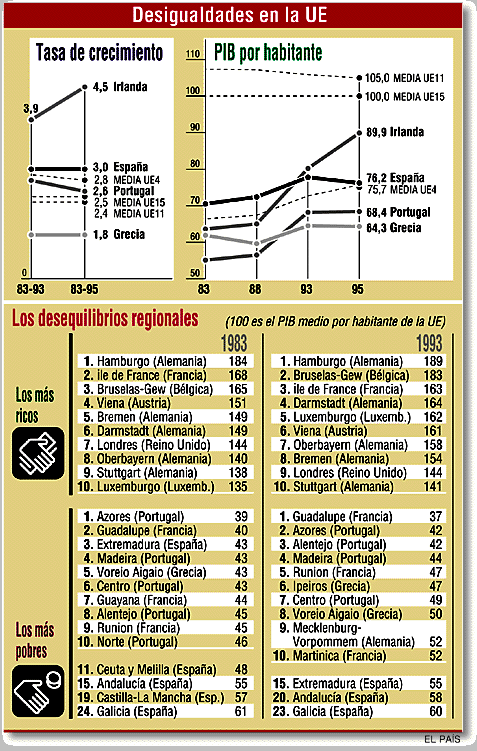 Desigualdades en la UE
Tasa de crecimiento
3,9
4,5 Irlanda
3,0 España
2,8 MEDIA UE4
2,6 Portugal
2,5 MEDIA UE15
2,4 MEDIA UE11
1,8 Grecia
0
83-93 83-95
PIB por habitante
110
100
90
80
70
60
50
105,0 MEDIA UE11
100,0 MEDIA UE15
89,9 Irlanda
76,2 España
75,7 MEDIA UE4
68,4 Portugal
64,3 Grecia
83 88 93 95
Los desequilibrios regionales (100 es el PIB medio por habitante de la UE)
Los más
ricos
1983
1. Hamburgo (Alemania) 184
2. Ile de France (Francia) 168
3. Bruselas-Gew (Bélgica) 165
4. Viena (Austria) 151
5. Bremen (Alemania) 149
6. Darmstadt (Alemania) 149
7. Londres (Reino Unido) 144
8. Oberbayern (Alemania) 140
9. Stuttgart (Alemania) 138
10. Luxemburgo (Luxemb.) 135
1993
1. Hamburgo (Alemania) 189
2. Bruselas-Gew (Bélgica) 183
3. Ile de France (Francia) 163
4. Darmstadt (Alemania) 164
5. Luxemburgo (Luxemb.) 162
6. Viena (Austria) 161
7. Oberbayern (Alemania) 158
8. Bremen (Alemania) 154
9. Londres (Reino Unido) 144
10. Stuttgart (Alemania) 141
Los más
pobres
1. Azores (Portugal) 39
2. Guadalupe (Francia) 40
3. Extremadura (España) 43
4. Madeira (Portugal) 43
5. Voreio Aigaio (Grecia) 43
6. Centro (Portugal) 43
7. Guayana (Francia) 44
8. Alentejo (Portugal) 45
9. Runion (Francia) 45
10. Norte (Portugal) 46
11. Ceuta y Melilla (España) 48
15. Andalucía (España) 55
19. Castilla-La Mancha (Esp.) 57
24. Galicia (España) 61
1. Guadalupe (Francia) 37
2. Azores (Portugal) 42
3. Alentejo (Portugal) 42
4. Madeira (Portugal) 44
5. Runion (Francia) 47
6. Ipeiros (Grecia) 47
7. Centro (Portugal) 49
8. Voreio Aigaio (Grecia) 50
9. Mecklenburg-
Vorpommern (Alemania) 52
10. Martinica (Francia) 52
15. Extremadura (España) 55
20. Andalucía (España) 58
23. Galicia (España) 60
EL PAÍS